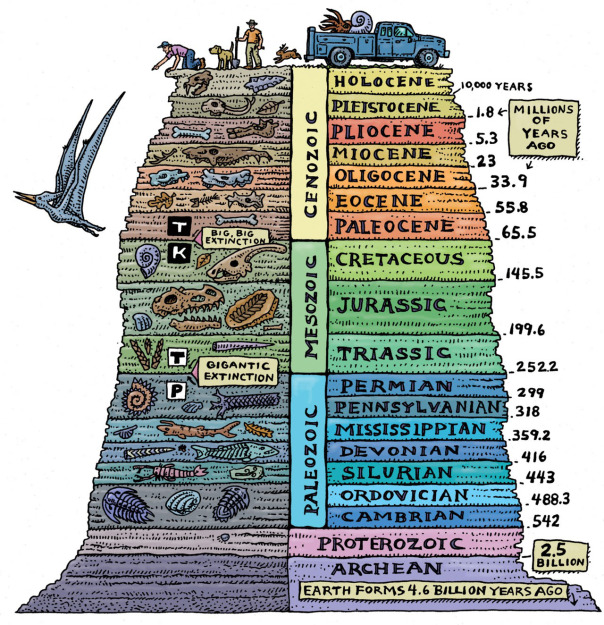 HOLOCENE
10,000 YEARS
PLEISTOCENE
1.8
MILLIONS
OF
YEARS
AGO
PLIOCENE
5.3
MIOCENE
23
OLIGOCENE
33.9
EOCENE
55.8
PALEOCENE
65.5
CENOZOIC
T
BIG, BIG
EXTINCTION
K
CRETACEOUS
145.5
JURASSIC
199.6
MESOZOIC
TRIASSIC
252.2
T
GIGANTIC
EXTINCTION
P
PERMIAN
299
PENNSYLVANIAN
318
MISSISSIPPIAN
359.2
DEVONIAN
416
SILURIAN
443
ORDOVICIAN
488.3
CAMBRIAN
542
PALEOZOIC
PROTEROZOIC
2.5
BILLION
ARCHEAN
EARTH FORMS 4.6 BILLION YEARS AGO